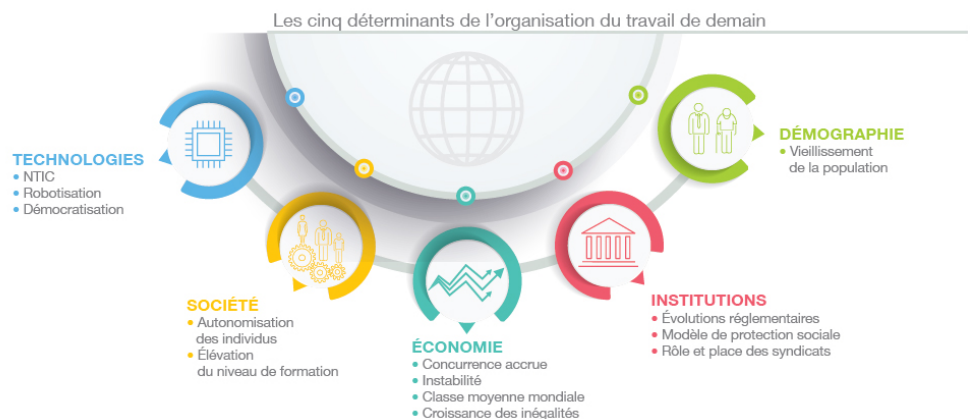 Les cinq déterminants de l'organisation du travail de demain
TECHNOLOGIES
• NTIC
• Robotisation
• Démocratisation
SOCIÉTÉ
• Autonomisation
des individus
• Élévation
du niveau de formation
ÉCONOMIE
• Concurrence accrue
• Instabilité
• Classe moyenne mondiale
• Croissance des inégalités
INSTITUTIONS
• Évolutions réglementaires
• Modèle de protection sociale
• Rôle et place des syndicats
DÉMOGRAPHIE
• Vieillissement
de la population